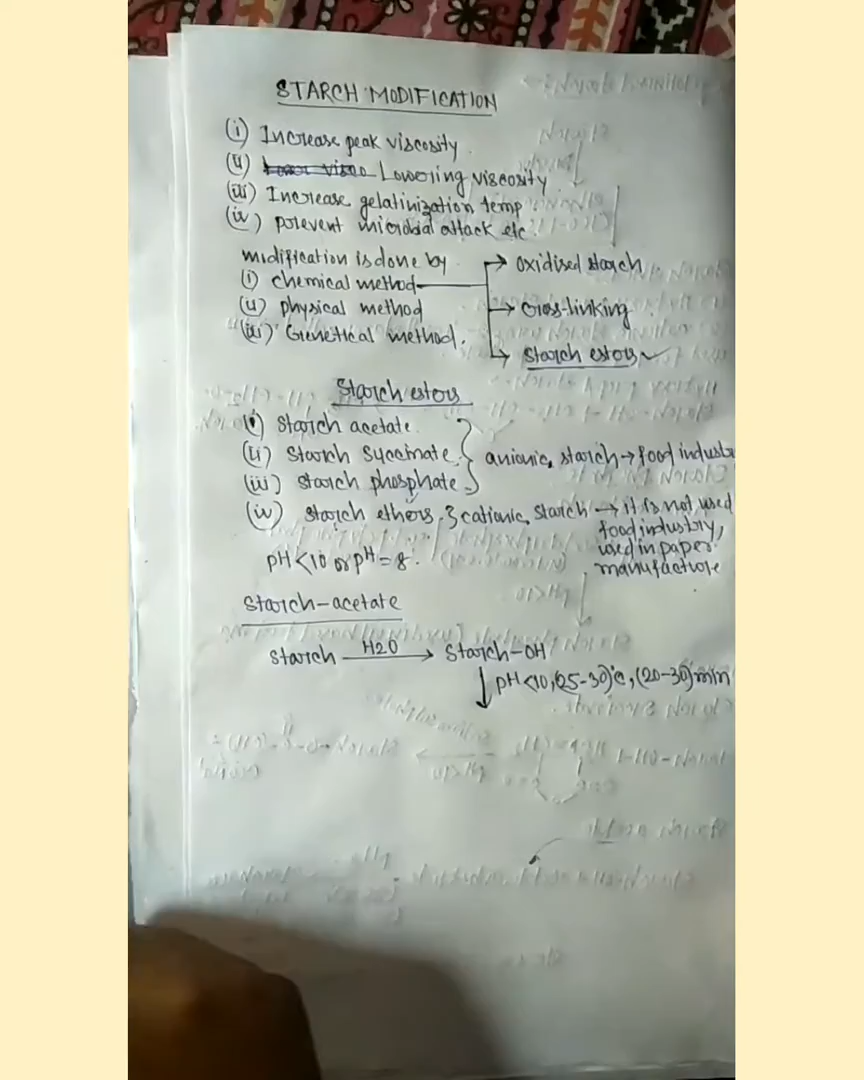 STARCH MODIFICATION
(i) Increase peak viscosity
(ii) Lowering viscosity
(iii) Increase gelatinization temp
(iv) prevent microbial attack etc
modification is done by
(i) chemical method → oxidised starch
(ii) physical method → Cross-linking
(iii) Genetical method. → Starch esters ✓
Starch esters
(i) Starch acetate
(ii) Starch Succinate } anionic starch → food industr
(iii) starch phosphate
(iv) starch ethers } cationic starch → it is not used
food industry,
used in paper
manufacture
pH < 10 or pH = 8.
Starch-acetate
Starch H2O → Starch-OH
↓ pH < 10, (25-30)°c, (20-30) min